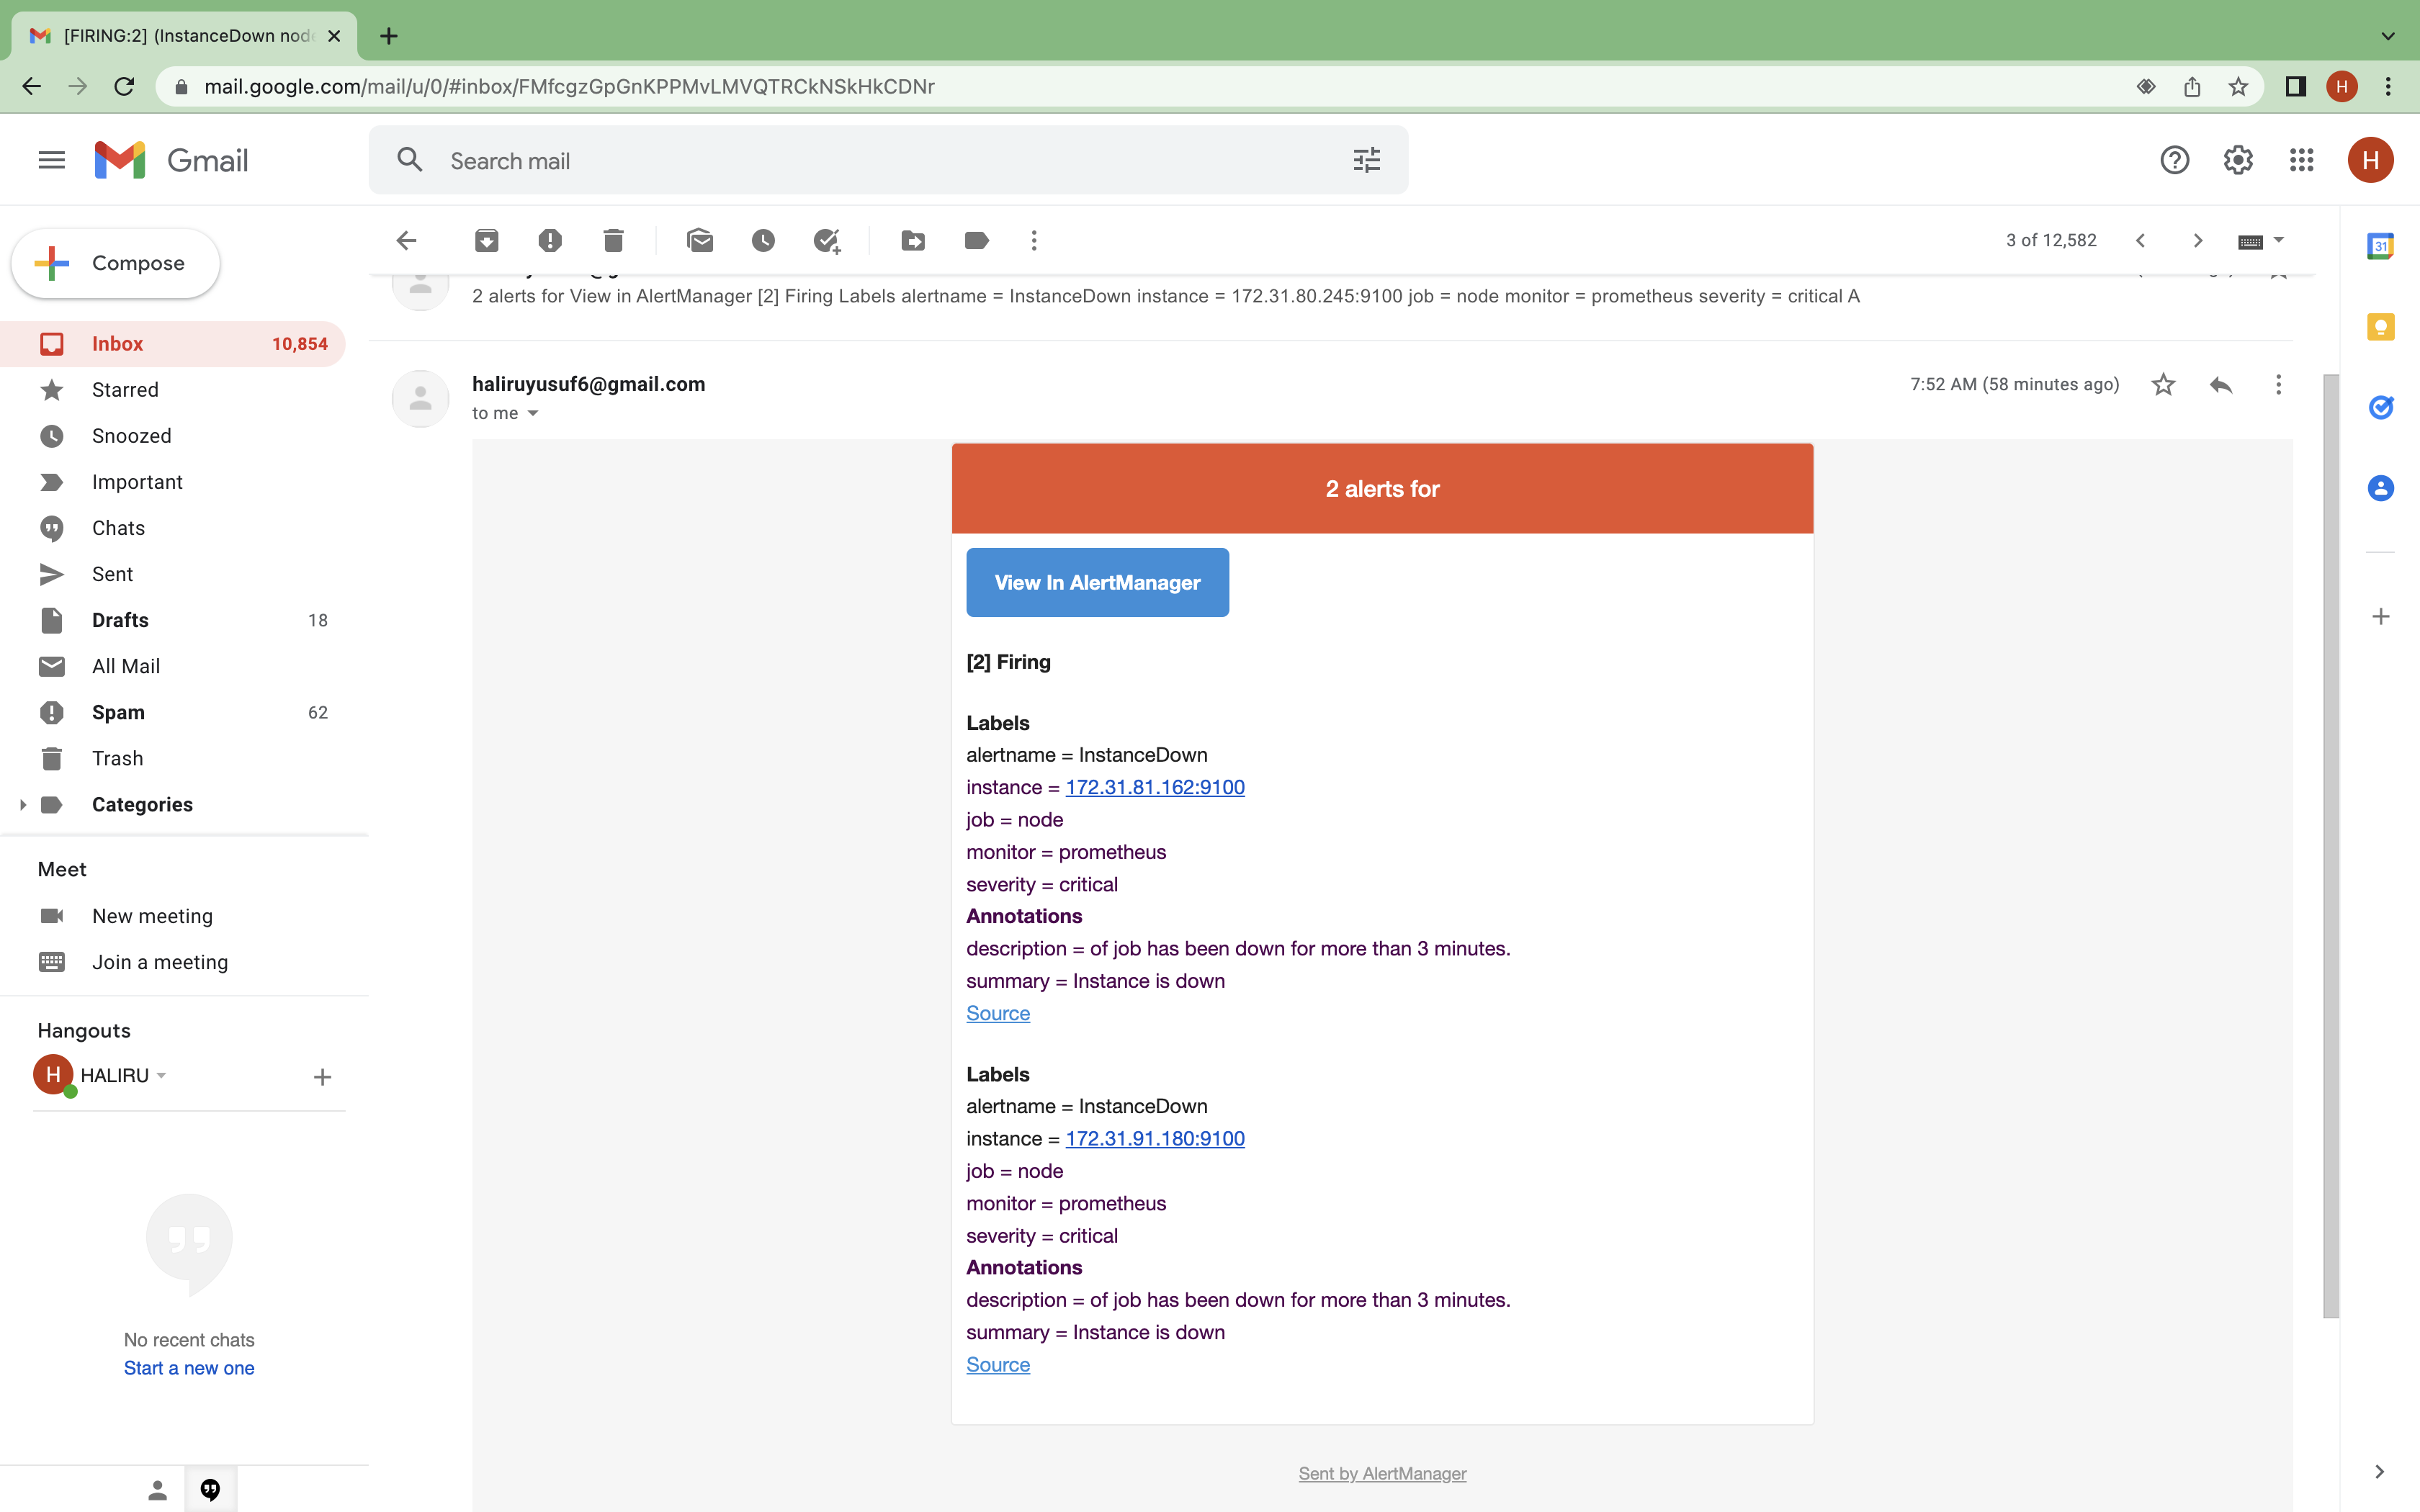 [FIRING:2] (InstanceDown node
mail.google.com/mail/u/0/#inbox/FMfcgzGpGnKPPMvLMVQTRCkNSkHkCDNr
H
Gmail
Search mail
H
Compose
3 of 12,582
31
2 alerts for View in AlertManager [2] Firing Labels alertname = InstanceDown instance = 172.31.80.245:9100 job = node monitor = prometheus severity = critical A
Inbox 10,854
Starred
Snoozed
Important
Chats
Sent
Drafts 18
All Mail
Spam 62
Trash
Categories
Meet
New meeting
Join a meeting
Hangouts
H HALIRU
No recent chats
Start a new one
haliruyusuf6@gmail.com
7:52 AM (58 minutes ago)
to me
2 alerts for
View In AlertManager
[2] Firing
Labels
alertname = InstanceDown
instance = 172.31.81.162:9100
job = node
monitor = prometheus
severity = critical
Annotations
description = of job has been down for more than 3 minutes.
summary = Instance is down
Source
Labels
alertname = InstanceDown
instance = 172.31.91.180:9100
job = node
monitor = prometheus
severity = critical
Annotations
description = of job has been down for more than 3 minutes.
summary = Instance is down
Source
Sent by AlertManager